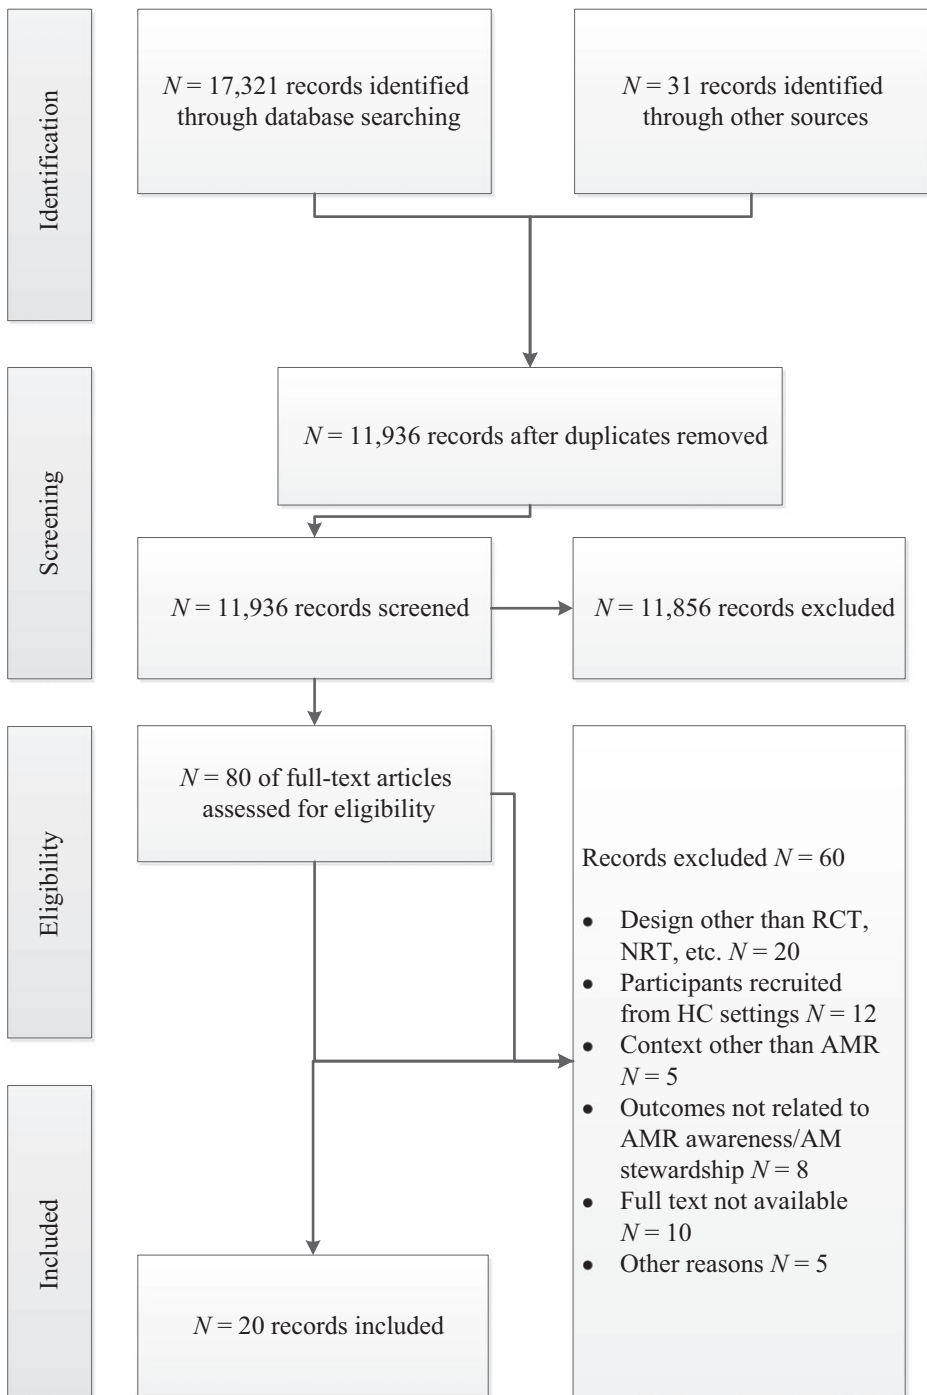 Identification
N = 17,321 records identified
through database searching
N = 31 records identified
through other sources
Screening
N = 11,936 records after duplicates removed
N = 11,936 records screened
N = 11,856 records excluded
Eligibility
N = 80 of full-text articles
assessed for eligibility
Records excluded N = 60
• Design other than RCT,
NRT, etc. N = 20
• Participants recruited
from HC settings N = 12
• Context other than AMR
N = 5
• Outcomes not related to
AMR awareness/AM
stewardship N = 8
• Full text not available
N = 10
• Other reasons N = 5
Included
N = 20 records included